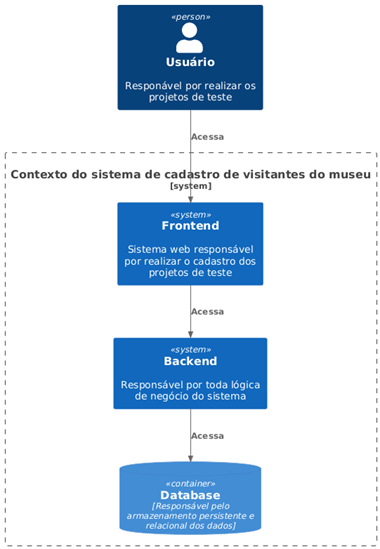 «person»
Usuário
Responável por realizar os
projetos de teste
Acessa
Contexto do sistema de cadastro de visitantes do museu
[system]
«system»
Frontend
Sistema web responsável
por realizar o cadastro dos
projetos de teste
Acessa
«system»
Backend
Responsável por toda lógica
de negócio do sistema
Acessa
«container»
Database
[Responsável pelo
armazenamento persistente e
relacional dos dados]